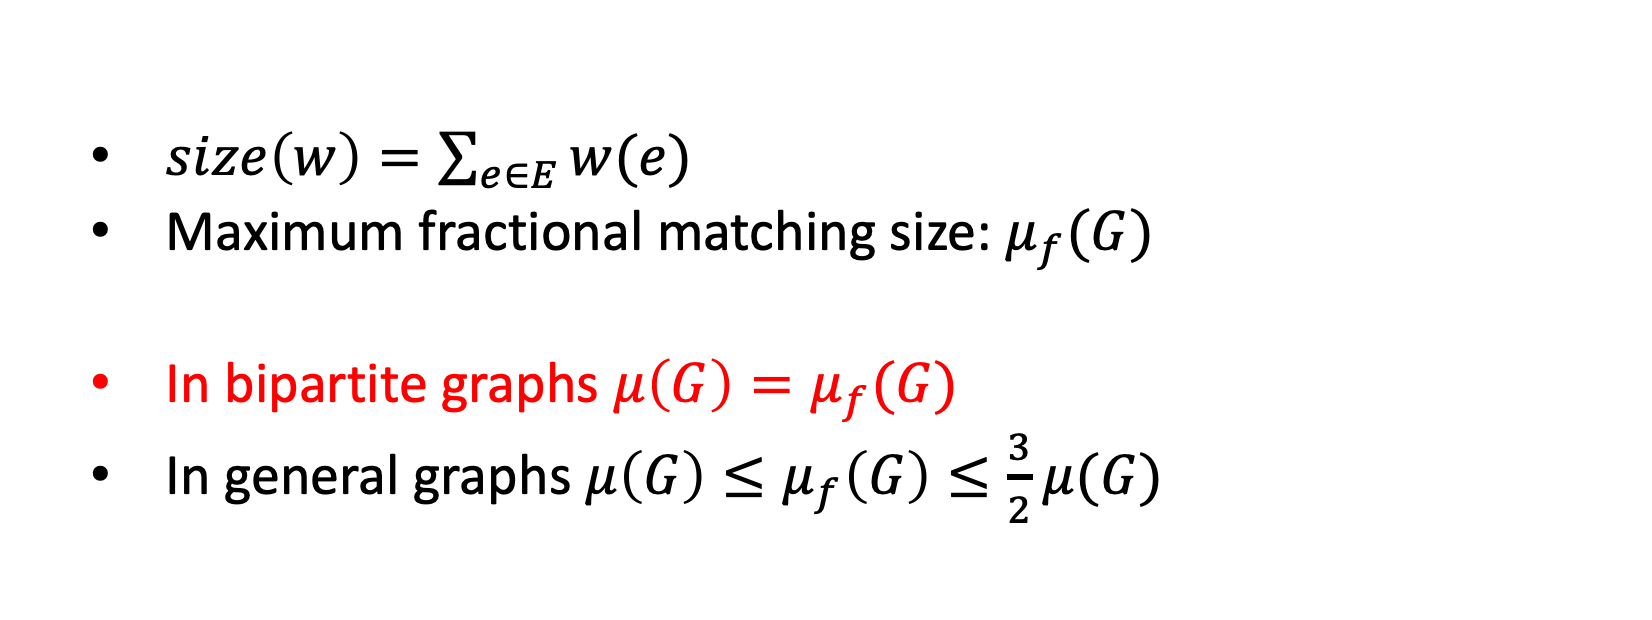 • 𝑠𝑖𝑧𝑒(𝑤) = ∑_{𝑒∈𝐸} 𝑤(𝑒)
• Maximum fractional matching size: 𝜇_𝑓(𝐺)
• In bipartite graphs 𝜇(𝐺) = 𝜇_𝑓(𝐺)
• In general graphs 𝜇(𝐺) ≤ 𝜇_𝑓(𝐺) ≤ 3/2 𝜇(𝐺)